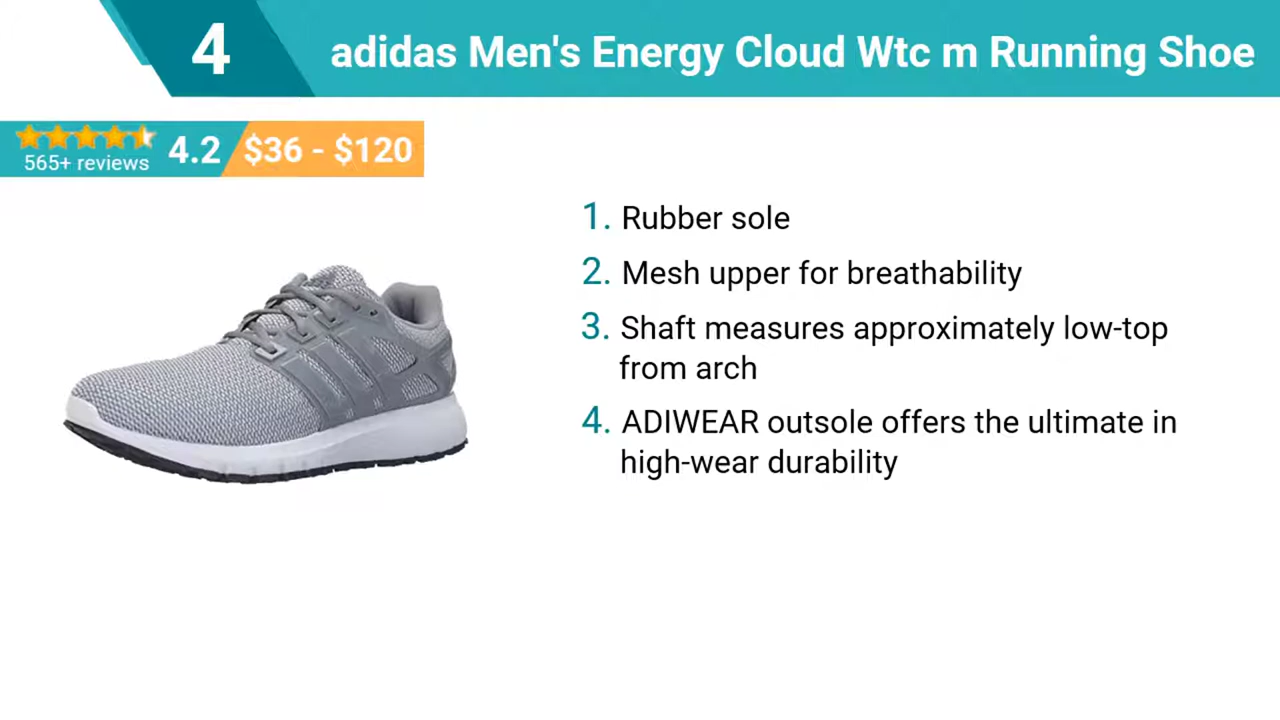 4
adidas Men's Energy Cloud Wtc m Running Shoe
565+ reviews
4.2
$36 - $120
1. Rubber sole
2. Mesh upper for breathability
3. Shaft measures approximately low-top
from arch
4. ADIWEAR outsole offers the ultimate in
high-wear durability